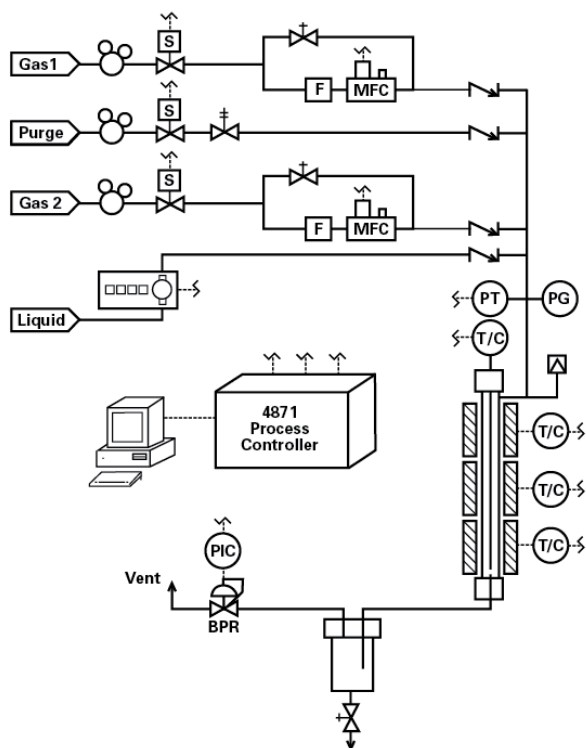 Gas1
S
F
MFC
Purge
S
Gas 2
S
F
MFC
Liquid
PT
PG
T/C
4871
Process
Controller
T/C
T/C
T/C
PIC
Vent
BPR